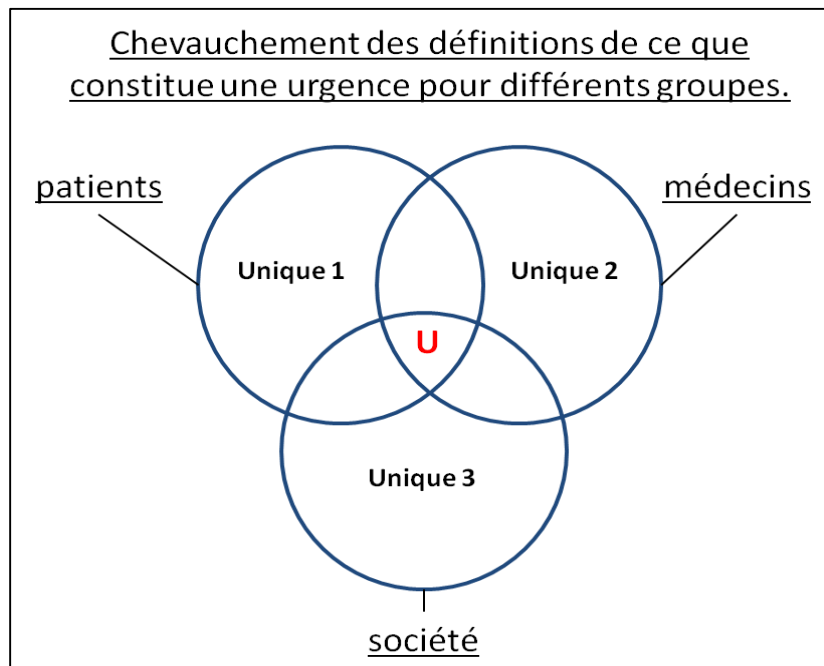 Chevauchement des définitions de ce que
constitue une urgence pour différents groupes.
patients
médecins
Unique 1
Unique 2
U
Unique 3
société